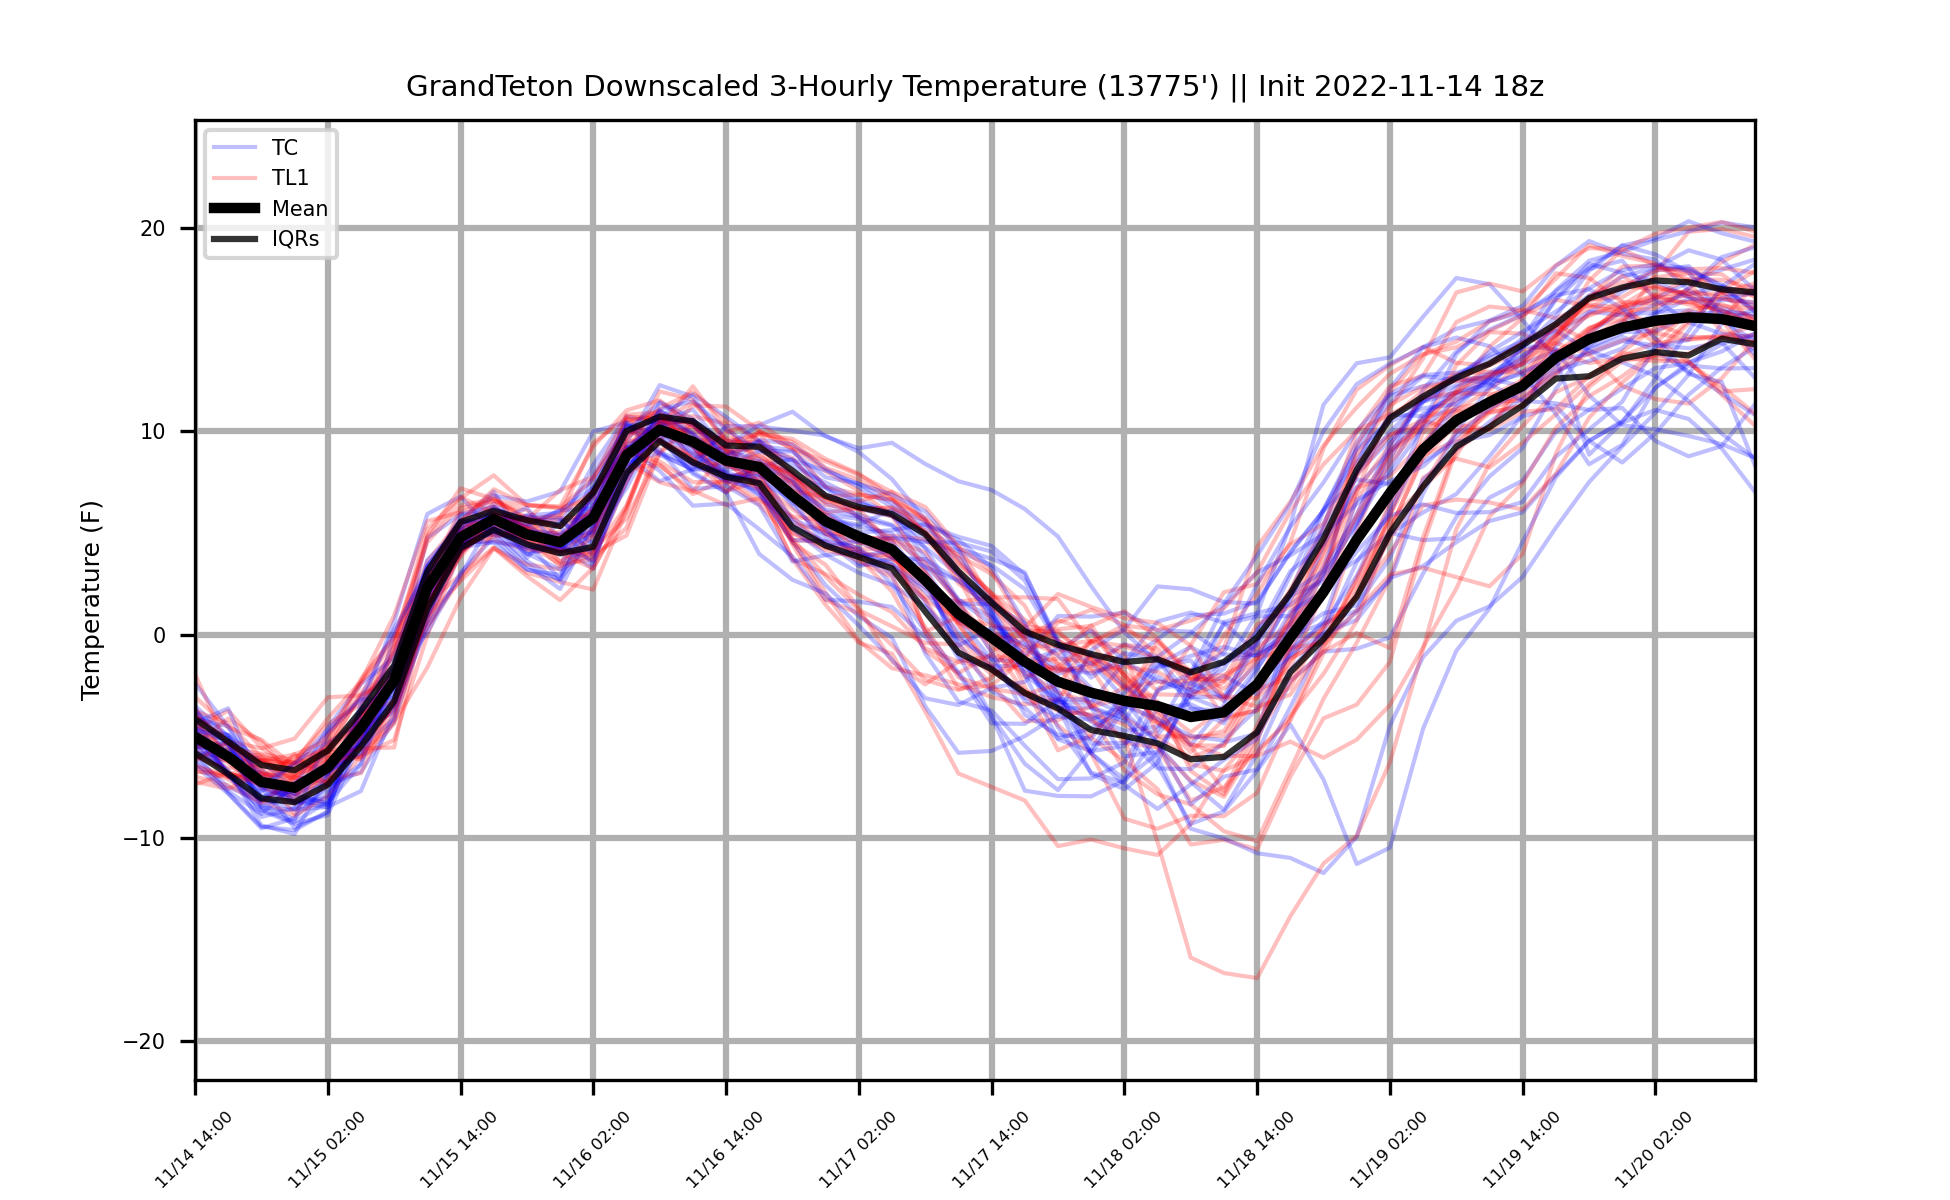 GrandTeton Downscaled 3-Hourly Temperature (13775') || Init 2022-11-14 18z
TC
TL1
Mean
IQRs
Temperature (F)
20
10
0
−10
−20
11/14 14:00
11/15 02:00
11/15 14:00
11/16 02:00
11/16 14:00
11/17 02:00
11/17 14:00
11/18 02:00
11/18 14:00
11/19 02:00
11/19 14:00
11/20 02:00